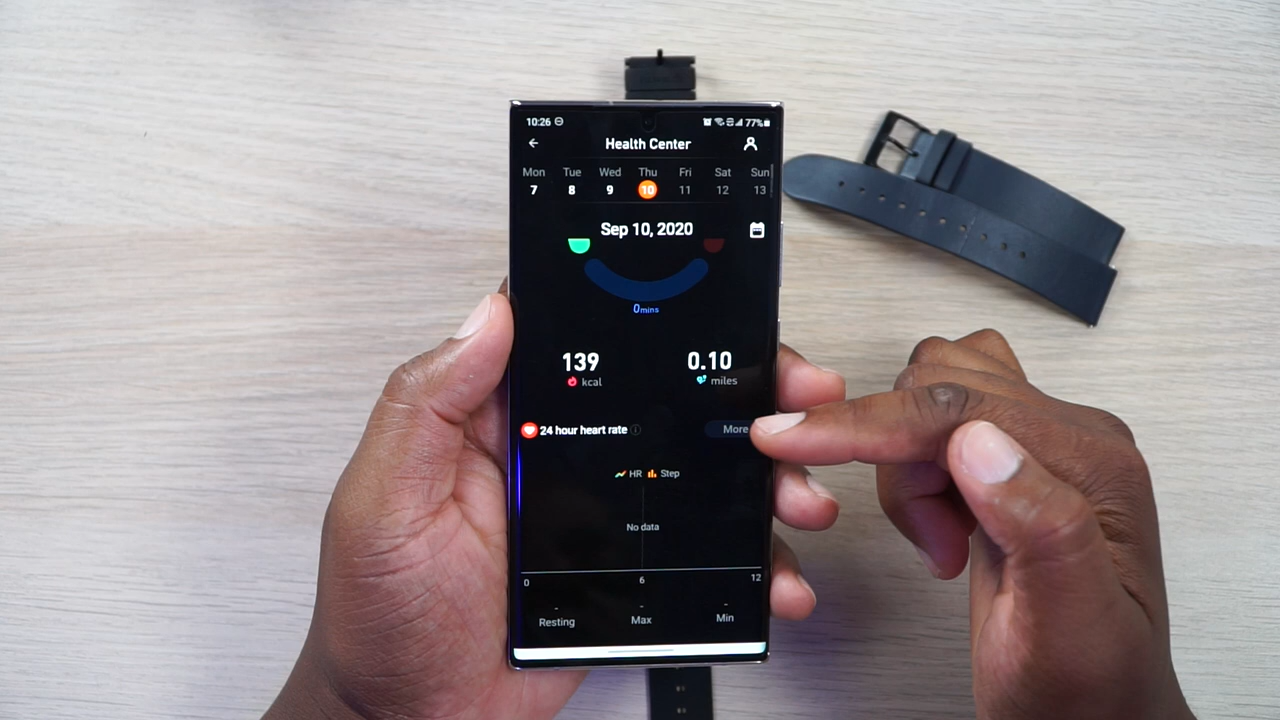 10:26 77%
Health Center
Mon Tue Wed Thu Fri Sat Sun
7 8 9 10 11 12 13
Sep 10, 2020
0mins
139 0.10
kcal miles
24 hour heart rate More
HR Step
No data
0 6 12
- - -
Resting Max Min